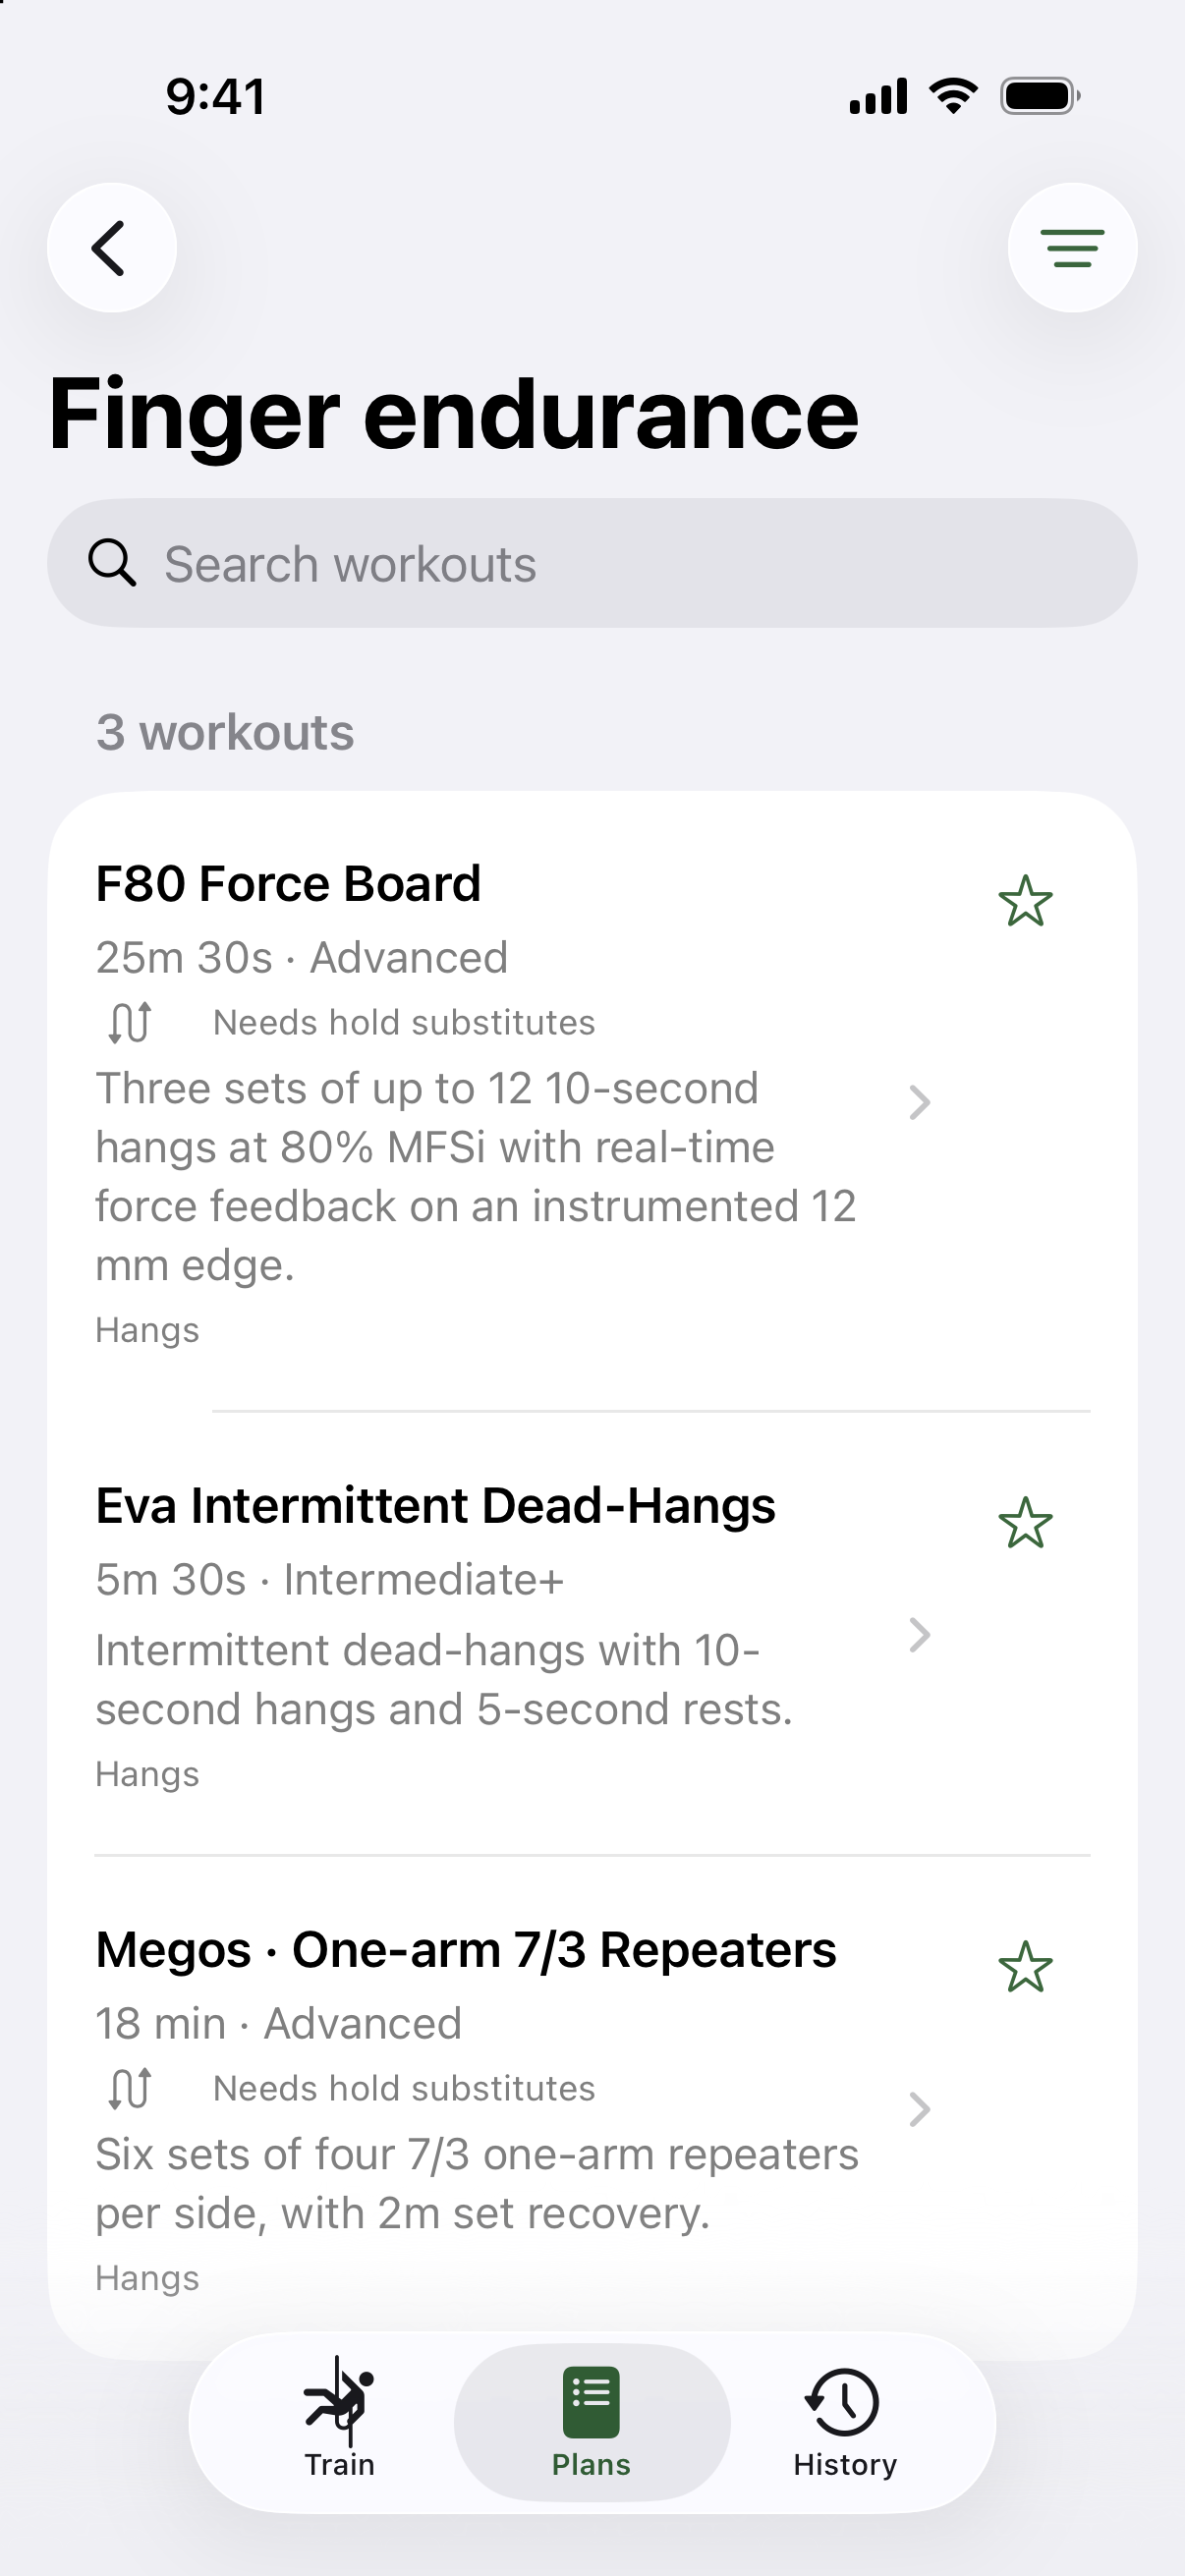 9:41
Finger endurance
Search workouts
3 workouts
F80 Force Board
25m 30s · Advanced
Needs hold substitutes
Three sets of up to 12 10-second
hangs at 80% MFSi with real-time
force feedback on an instrumented 12
mm edge.
Hangs
Eva Intermittent Dead-Hangs
5m 30s · Intermediate+
Intermittent dead-hangs with 10-
second hangs and 5-second rests.
Hangs
Megos · One-arm 7/3 Repeaters
18 min · Advanced
Needs hold substitutes
Six sets of four 7/3 one-arm repeaters
per side, with 2m set recovery.
Hangs
Train
Plans
History